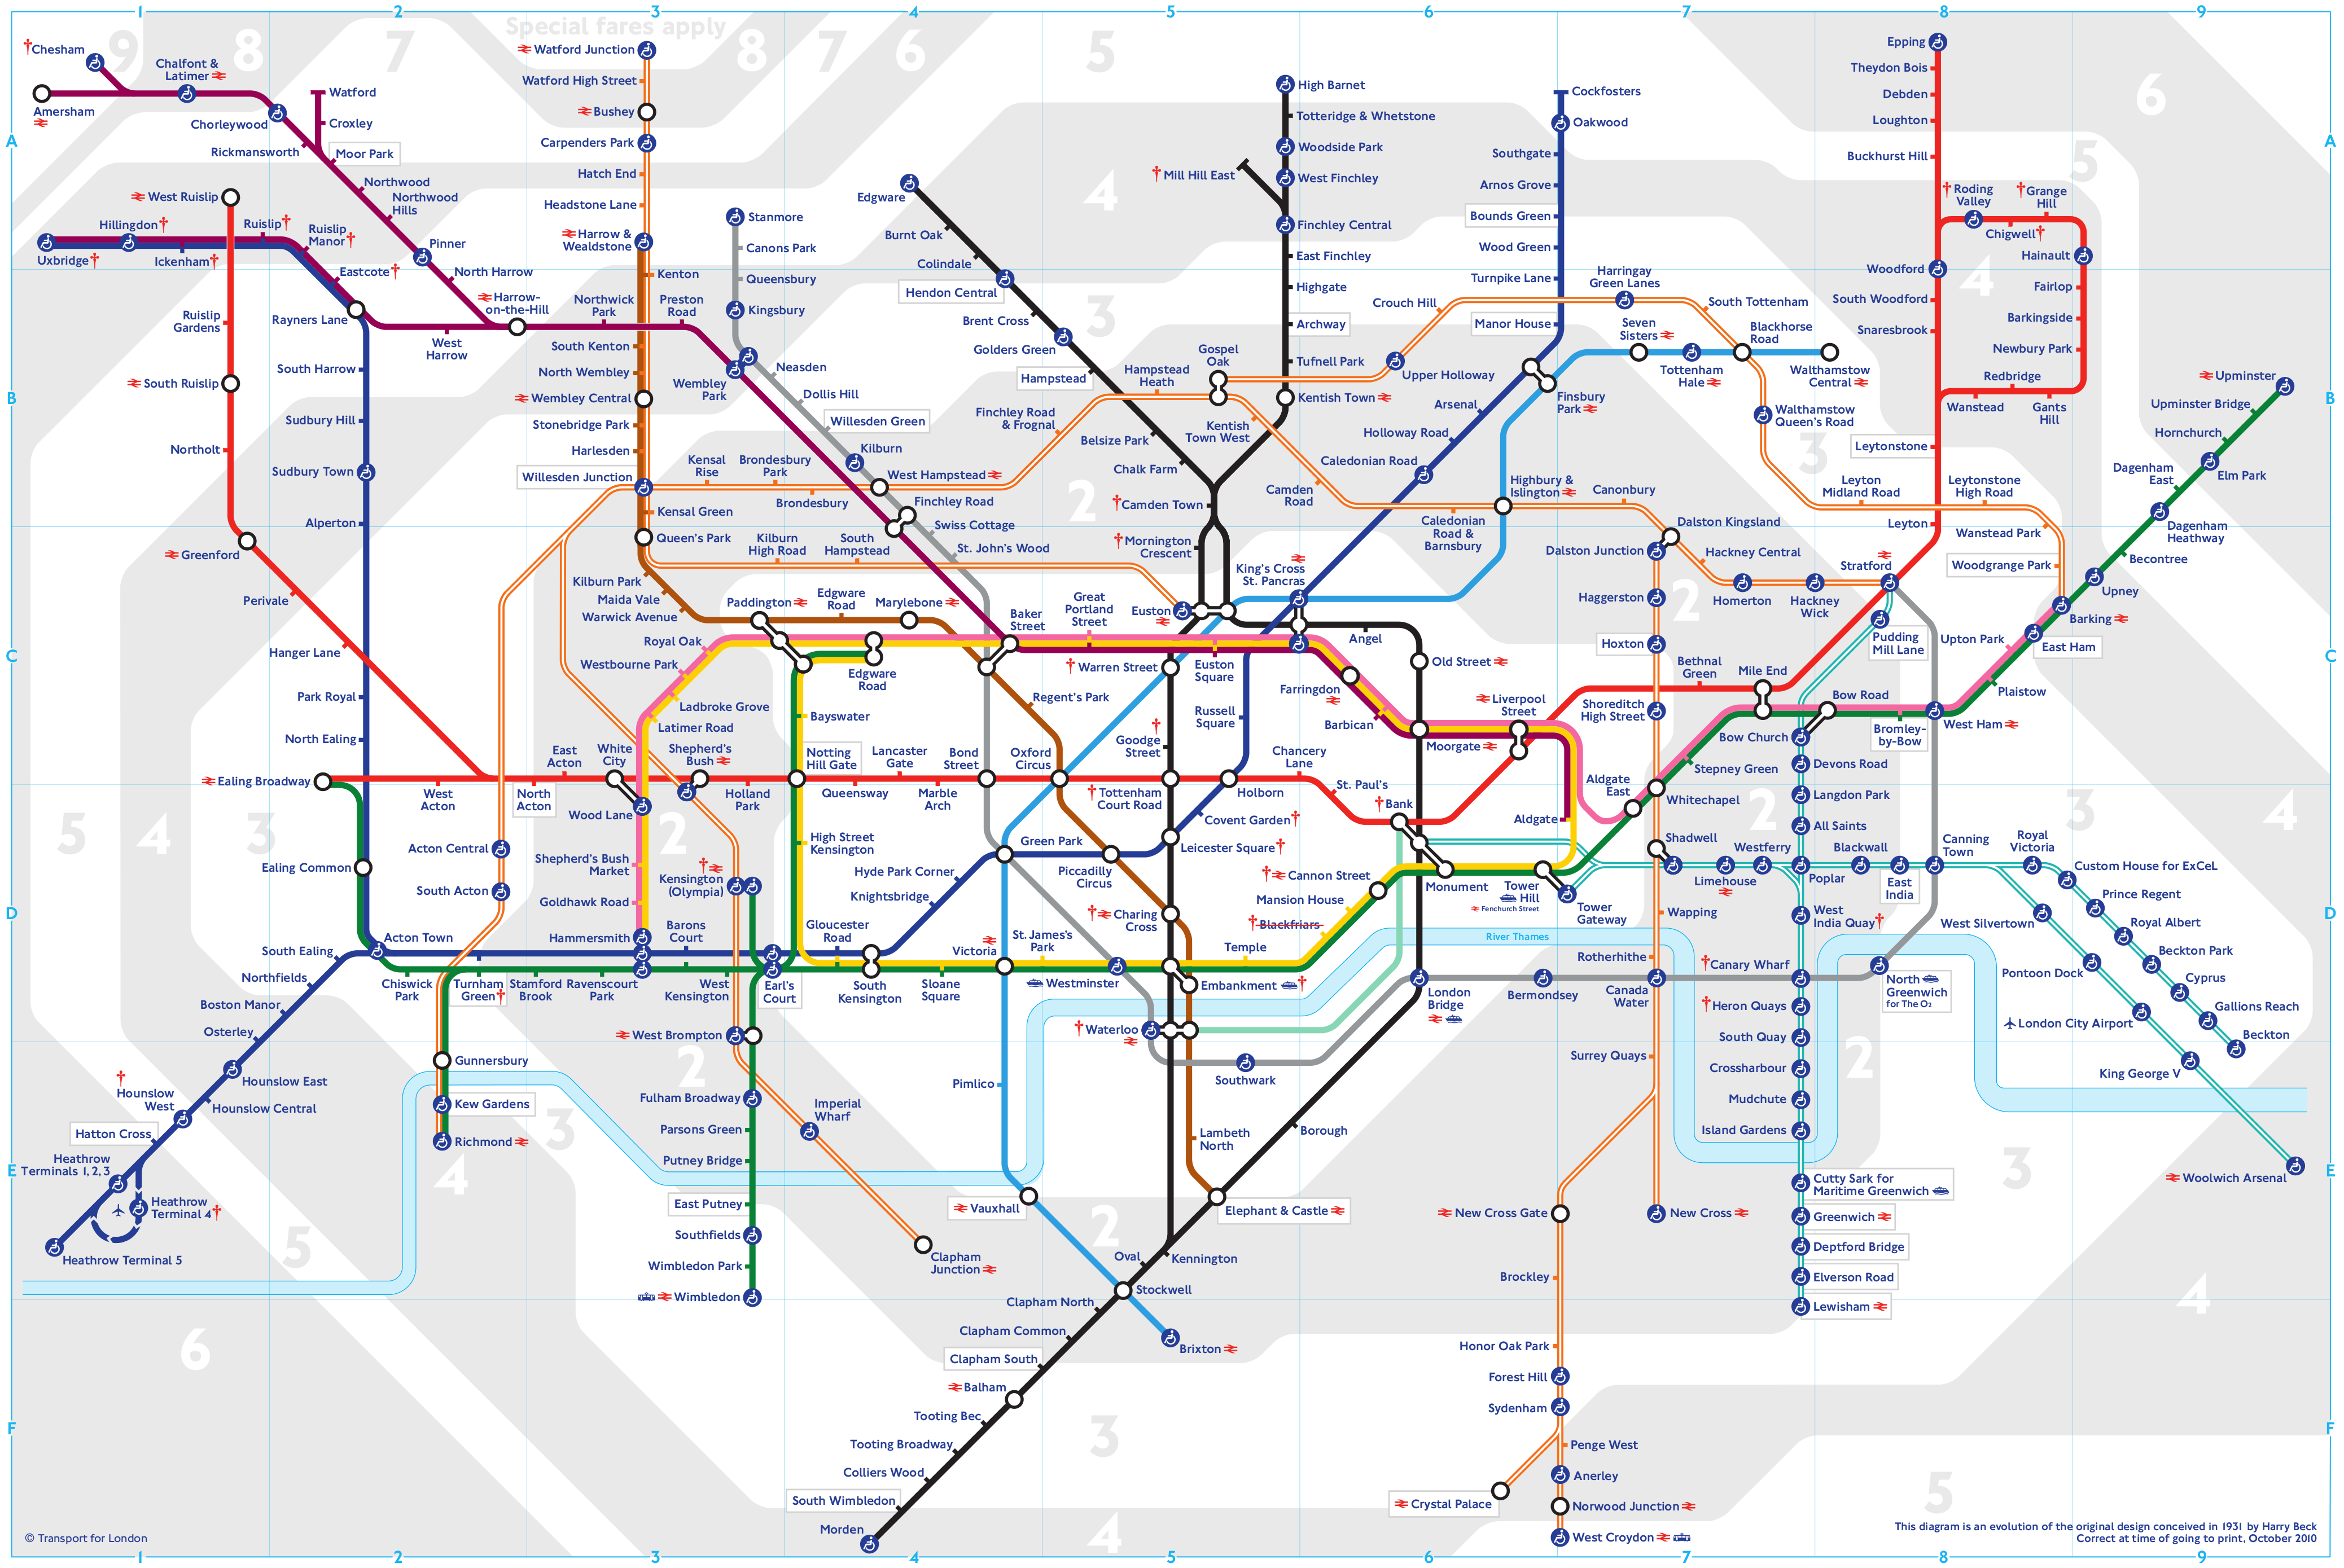 1 2 3 4 5 6 7 8 9
Special fares apply
†Chesham
9
8
7
8
7
6
5
Chalfont &
Latimer
Amersham
Chorleywood
Rickmansworth
Watford
Croxley
Moor Park
Northwood
Northwood
Hills
Pinner
North Harrow
Harrow-
on-the-Hill
A
A
West Ruislip
Hillingdon†
Uxbridge†
Ickenham†
Ruislip†
Ruislip
Manor†
Eastcote†
Rayners Lane
West
Harrow
Northwick
Park
Preston
Road
Ruislip
Gardens
South Ruislip
Northolt
Greenford
Perivale
Hanger Lane
South Harrow
Sudbury Hill
Sudbury Town
Alperton
Park Royal
North Ealing
Ealing Broadway
Ealing Common
Watford Junction
Watford High Street
Bushey
Carpenders Park
Hatch End
Headstone Lane
Harrow &
Wealdstone
Kenton
South Kenton
North Wembley
Wembley Central
Stonebridge Park
Harlesden
Willesden Junction
Kensal Green
Queen's Park
Kilburn Park
Maida Vale
Warwick Avenue
Stanmore
Canons Park
Queensbury
Kingsbury
Wembley
Park
Neasden
Dollis Hill
Willesden Green
Kilburn
West Hampstead
Finchley Road
Swiss Cottage
St. John's Wood
Kensal
Rise
Brondesbury
Park
Brondesbury
Kilburn
High Road
South
Hampstead
Edgware
Burnt Oak
Colindale
Hendon Central
Brent Cross
Golders Green
Hampstead
Belsize Park
Chalk Farm
†Camden Town
†Mornington
Crescent
4
3
2
High Barnet
Totteridge & Whetstone
Woodside Park
West Finchley
†Mill Hill East
Finchley Central
East Finchley
Highgate
Archway
Tufnell Park
Kentish Town
Gospel
Oak
Hampstead
Heath
Finchley Road
& Frognal
Kentish
Town West
Camden
Road
Cockfosters
Oakwood
Southgate
Arnos Grove
Bounds Green
Wood Green
Turnpike Lane
Manor House
Finsbury
Park
Arsenal
Holloway Road
Caledonian Road
Crouch Hill
Upper Holloway
Harringay
Green Lanes
South Tottenham
Seven
Sisters
Tottenham
Hale
Blackhorse
Road
Walthamstow
Central
Walthamstow
Queen's Road
3
Leyton
Midland Road
Leytonstone
High Road
Wanstead Park
Woodgrange Park
Highbury &
Islington
Canonbury
Caledonian
Road &
Barnsbury
Dalston Kingsland
Dalston Junction
Hackney Central
Homerton
Hackney
Wick
Stratford
Epping
Theydon Bois
Debden
Loughton
Buckhurst Hill
†Roding
Valley
†Grange
Hill
Chigwell†
Hainault
Woodford
South Woodford
Snaresbrook
Fairlop
Barkingside
Newbury Park
Redbridge
Wanstead
Gants
Hill
Leytonstone
Leyton
6
5
4
B
B
Upminster
Upminster Bridge
Hornchurch
Elm Park
Dagenham
East
Dagenham
Heathway
Becontree
Upney
Barking
East Ham
Upton Park
Plaistow
West Ham
Bromley-
by-Bow
Bow Road
Mile End
Bethnal
Green
Stepney Green
Pudding
Mill Lane
Bow Church
Devons Road
Langdon Park
All Saints
C
C
Paddington
Edgware
Road
Marylebone
Baker
Street
Great
Portland
Street
Euston
King's Cross
St. Pancras
Royal Oak
Westbourne Park
Ladbroke Grove
Latimer Road
Edgware
Road
†Warren Street
Euston
Square
Regent's Park
Russell
Square
†
Goodge
Street
Angel
Old Street
Farringdon
Barbican
Moorgate
Liverpool
Street
Haggerston
Hoxton
Shoreditch
High Street
2
East
Acton
White
City
Shepherd's
Bush
Bayswater
Notting
Hill Gate
Lancaster
Gate
Bond
Street
Oxford
Circus
Chancery
Lane
West
Acton
North
Acton
Wood Lane
Holland
Park
Queensway
Marble
Arch
†Tottenham
Court Road
Holborn
St. Paul's
†Bank
Aldgate
Aldgate
East
Whitechapel
Shadwell
2
5
4
3
2
3
4
Acton Central
South Acton
Shepherd's Bush
Market
Goldhawk Road
Hammersmith
†
Kensington
(Olympia)
High Street
Kensington
Hyde Park Corner
Knightsbridge
Green Park
Piccadilly
Circus
Covent Garden†
Leicester Square†
†Charing
Cross
†Cannon Street
Mansion House
†Blackfriars
Temple
Monument
Tower
Hill
Fenchurch Street
Tower
Gateway
Limehouse
Westferry
Poplar
Blackwall
East
India
Canning
Town
Royal
Victoria
Custom House for ExCeL
Prince Regent
Royal Albert
Beckton Park
Cyprus
Gallions Reach
Beckton
West Silvertown
Pontoon Dock
London City Airport
King George V
Woolwich Arsenal
D
D
South Ealing
Acton Town
Northfields
Boston Manor
Osterley
Hounslow East
Hounslow Central
†
Hounslow
West
Hatton Cross
Heathrow
Terminals 1, 2, 3
Heathrow
Terminal 4†
Heathrow Terminal 5
Chiswick
Park
Turnham
Green†
Stamford
Brook
Ravenscourt
Park
Barons
Court
West
Kensington
Earl's
Court
Gloucester
Road
South
Kensington
Sloane
Square
Victoria
St. James's
Park
Westminster
Embankment †
†Waterloo
Southwark
London
Bridge
Bermondsey
Wapping
Rotherhithe
Canada
Water
Surrey Quays
River Thames
West
India Quay†
†Canary Wharf
†Heron Quays
South Quay
Crossharbour
Mudchute
Island Gardens
2
North
Greenwich
for The O2
Cutty Sark for
Maritime Greenwich
Greenwich
Deptford Bridge
Elverson Road
Lewisham
Gunnersbury
Kew Gardens
Richmond
West Brompton
Fulham Broadway
Parsons Green
Putney Bridge
East Putney
Southfields
Wimbledon Park
Wimbledon
Imperial
Wharf
Clapham
Junction
Pimlico
Vauxhall
Lambeth
North
Borough
Elephant & Castle
Kennington
Oval
Stockwell
Brixton
Clapham North
Clapham Common
Clapham South
Balham
Tooting Bec
Tooting Broadway
Colliers Wood
South Wimbledon
Morden
New Cross Gate
New Cross
Brockley
Honor Oak Park
Forest Hill
Sydenham
Penge West
Anerley
Crystal Palace
Norwood Junction
West Croydon
E
E
2
3
4
5
6
2
3
4
3
4
5
F
F
© Transport for London
This diagram is an evolution of the original design conceived in 1931 by Harry Beck
Correct at time of going to print, October 2010
1 2 3 4 5 6 7 8 9